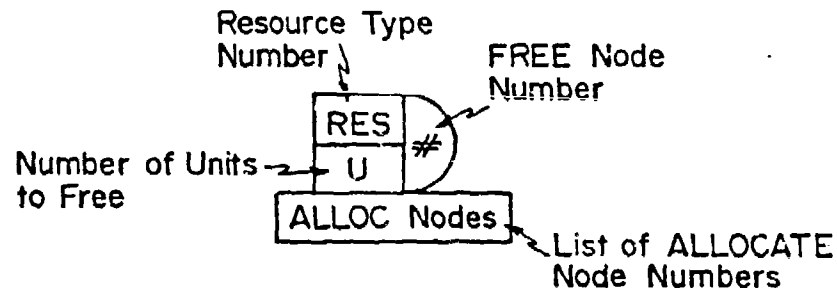 Resource Type
Number
FREE Node
Number
RES
#
Number of Units
to Free
U
ALLOC Nodes
List of ALLOCATE
Node Numbers